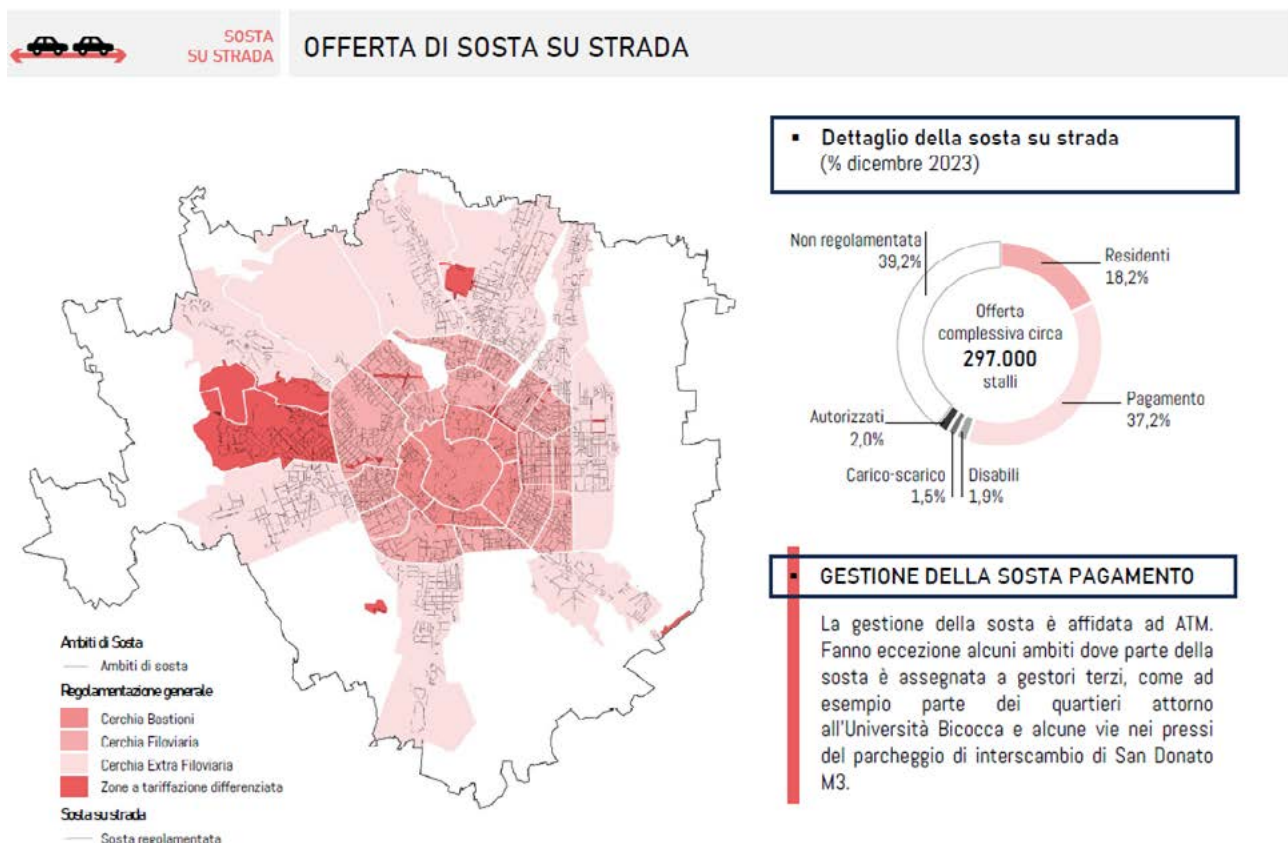 SOSTA
SU STRADA
OFFERTA DI SOSTA SU STRADA
▪ Dettaglio della sosta su strada
(% dicembre 2023)
Non regolamentata
39,2%
Residenti
18,2%
Offerta
complessiva circa
297.000
stalli
Pagamento
37,2%
Autorizzati
2,0%
Carico-scarico
1,5%
Disabili
1,9%
▪ GESTIONE DELLA SOSTA PAGAMENTO
La gestione della sosta è affidata ad ATM.
Fanno eccezione alcuni ambiti dove parte della
sosta è assegnata a gestori terzi, come ad
esempio parte dei quartieri attorno
all'Università Bicocca e alcune vie nei pressi
del parcheggio di interscambio di San Donato
M3.
Ambiti di Sosta
Ambiti di sosta
Regolamentazione generale
Cerchia Bastioni
Cerchia Filoviaria
Cerchia Extra Filoviaria
Zone a tariffazione differenziata
Sosta su strada
Sosta regolamentata